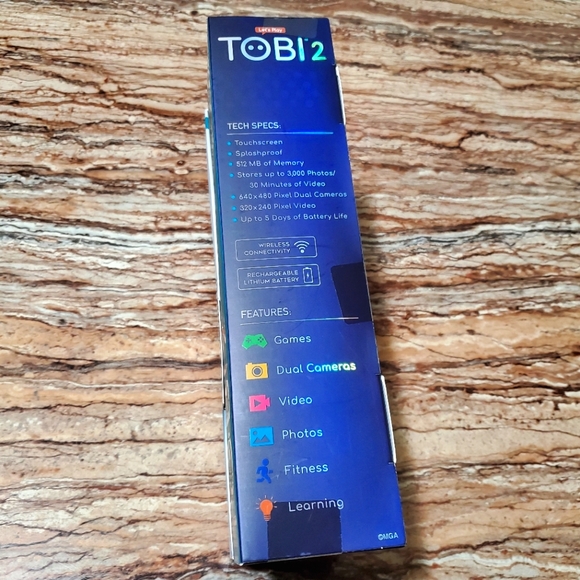 Let's Play
TOBI 2
TECH SPECS:
• Touchscreen
• Splashproof
• 512 MB of Memory
• Stores up to 3,000 Photos/
30 Minutes of Video
• 640x480 Pixel Dual Cameras
• 320x240 Pixel Video
• Up to 5 Days of Battery Life
WIRELESS
CONNECTIVITY
RECHARGEABLE
LITHIUM BATTERY
FEATURES:
Games
Dual Cameras
Video
Photos
Fitness
Learning
©MGA